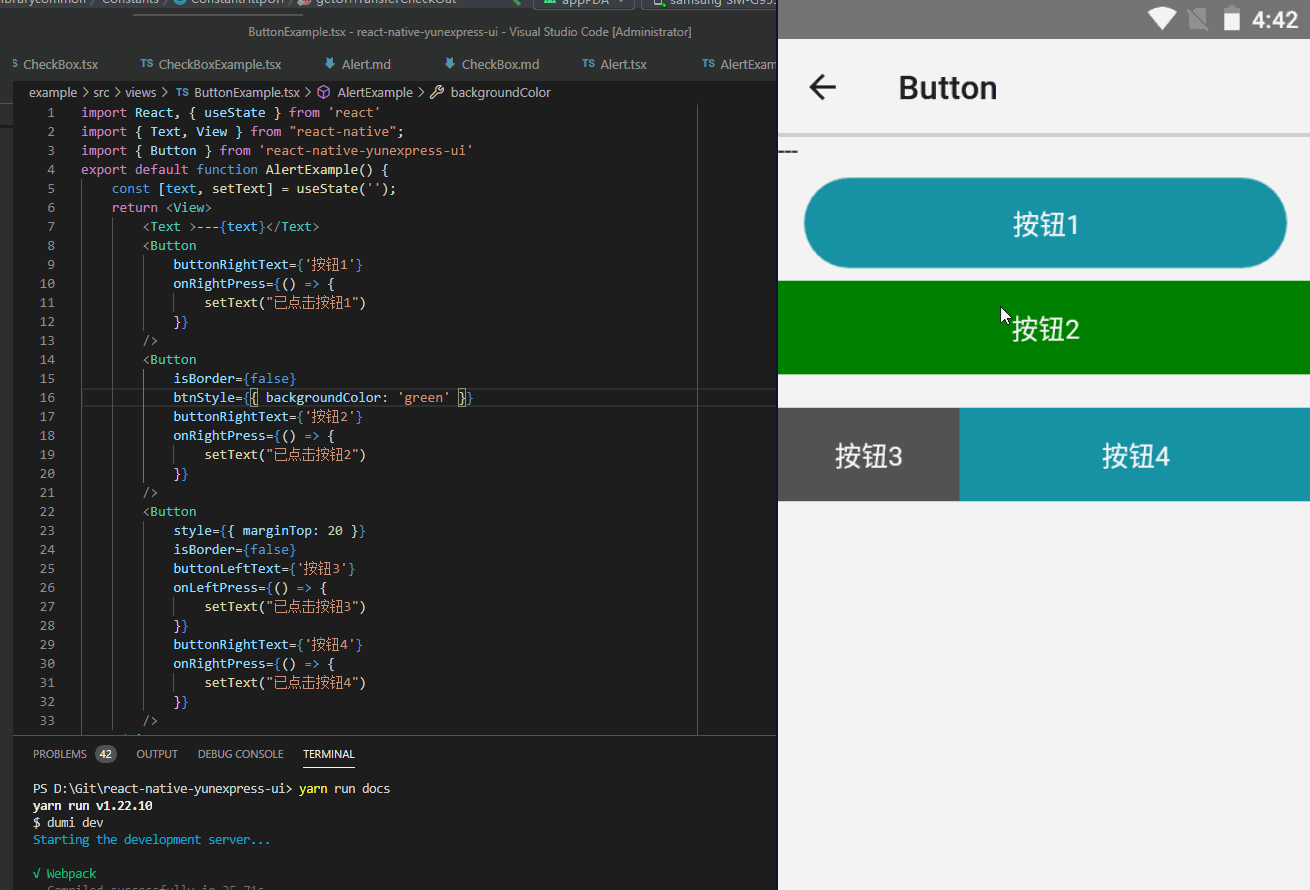 Constants
appPDA
ButtonExample.tsx - react-native-yunexpress-ui - Visual Studio Code [Administrator]
CheckBox.tsx TS CheckBoxExample.tsx Alert.md CheckBox.md TS Alert.tsx TS AlertExam
example > src > views > TS ButtonExample.tsx > AlertExample > backgroundColor
1 import React, { useState } from 'react'
2 import { Text, View } from "react-native";
3 import { Button } from 'react-native-yunexpress-ui'
4 export default function AlertExample() {
5 const [text, setText] = useState('');
6 return <View>
7 <Text >---{text}</Text>
8 <Button
9 buttonRightText={'按钮1'}
10 onRightPress={() => {
11 setText("已点击按钮1")
12 }}
13 />
14 <Button
15 isBorder={false}
16 btnStyle={{ backgroundColor: 'green' }}
17 buttonRightText={'按钮2'}
18 onRightPress={() => {
19 setText("已点击按钮2")
20 }}
21 />
22 <Button
23 style={{ marginTop: 20 }}
24 isBorder={false}
25 buttonLeftText={'按钮3'}
26 onLeftPress={() => {
27 setText("已点击按钮3")
28 }}
29 buttonRightText={'按钮4'}
30 onRightPress={() => {
31 setText("已点击按钮4")
32 }}
33 />
PROBLEMS 42 OUTPUT DEBUG CONSOLE TERMINAL
PS D:\Git\react-native-yunexpress-ui> yarn run docs
yarn run v1.22.10
$ dumi dev
Starting the development server...
√ Webpack
4:42
Button
---
按钮1
按钮2
按钮3 按钮4